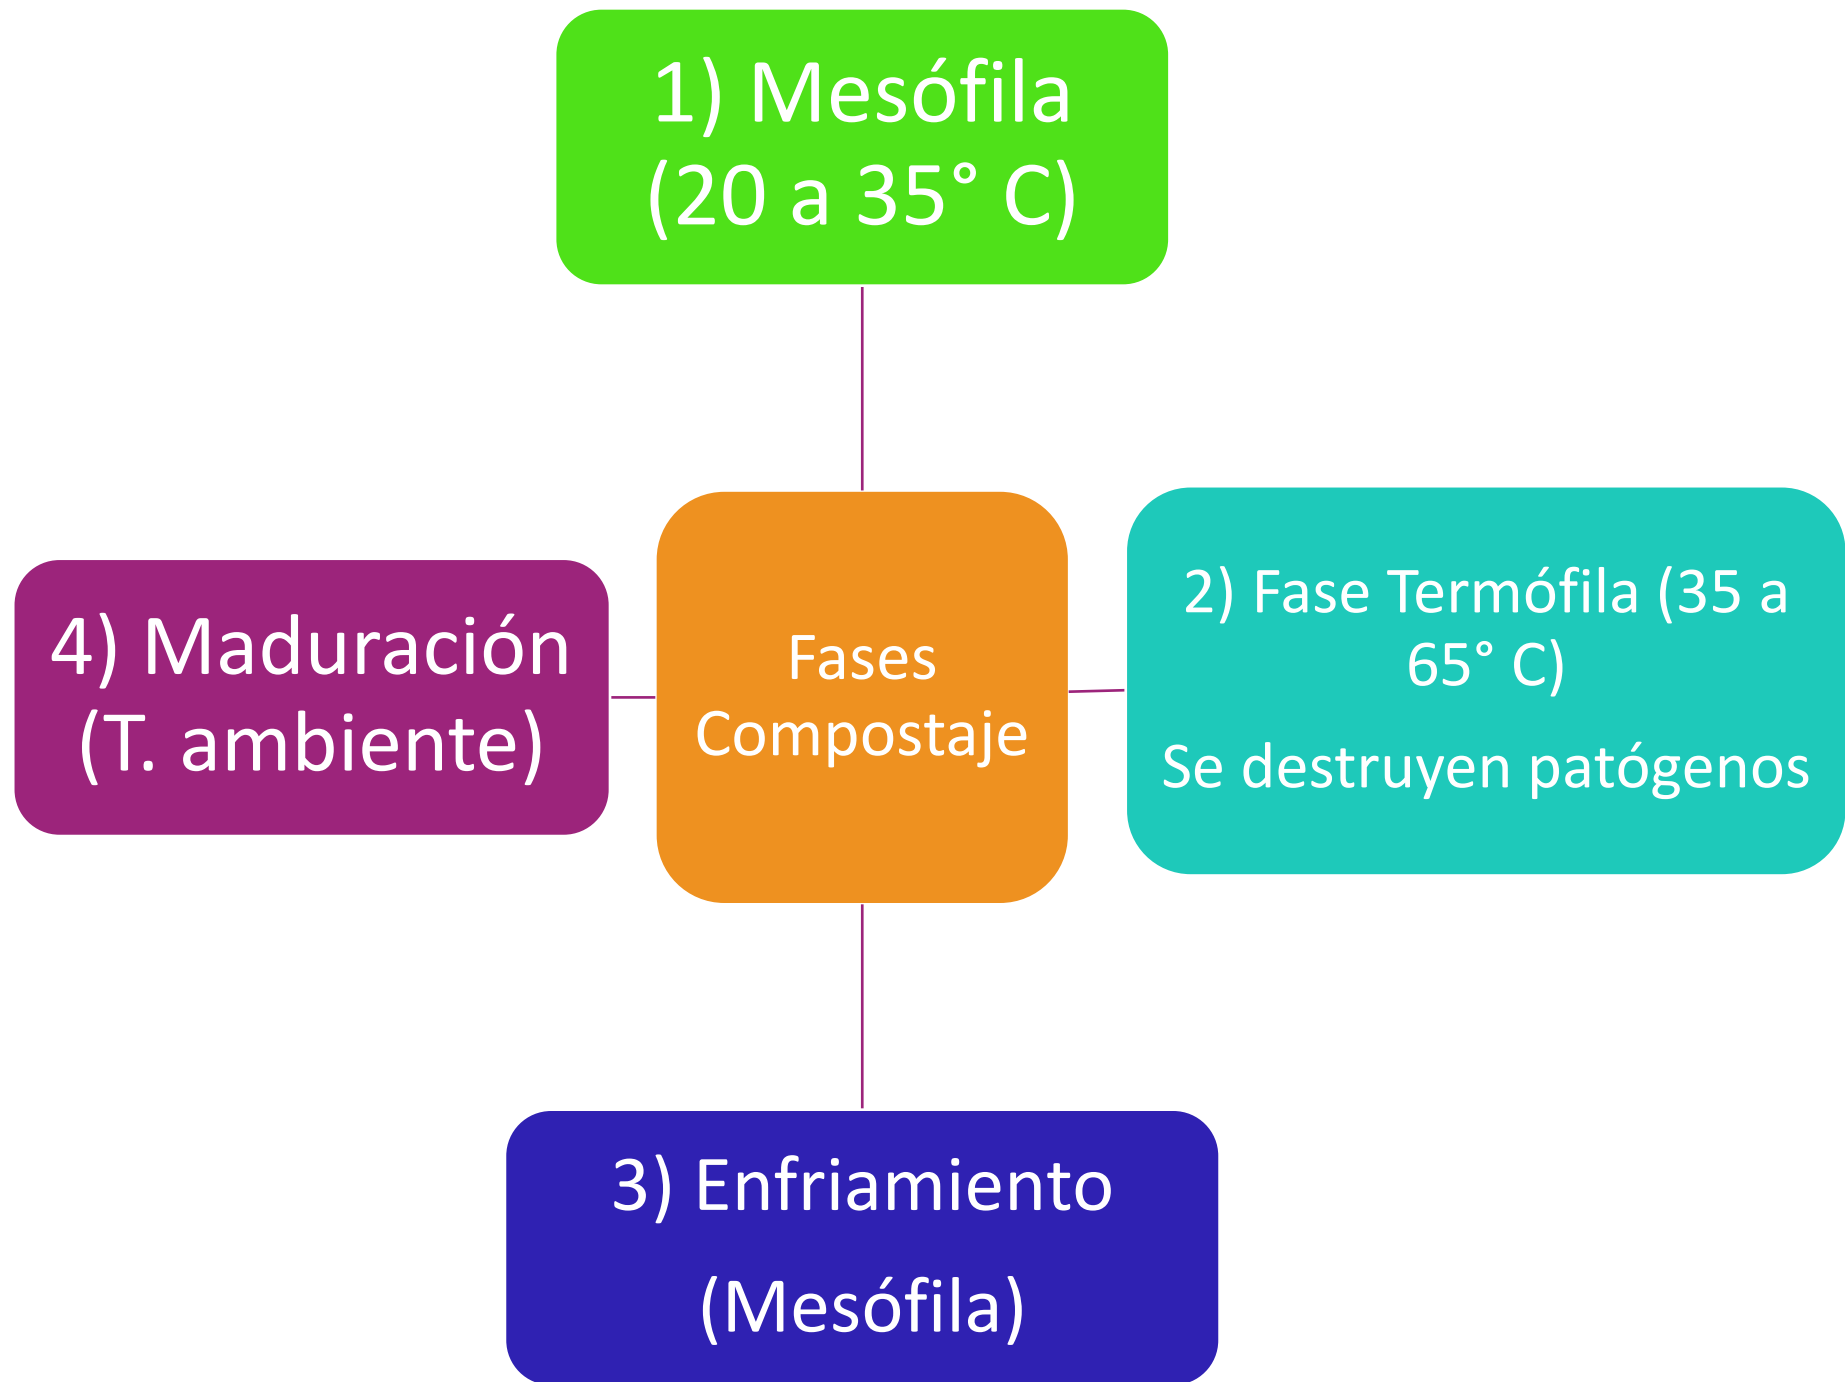 1) Mesófila
(20 a 35° C)
2) Fase Termófila (35 a
65° C)
Se destruyen patógenos
Fases
Compostaje
4) Maduración
(T. ambiente)
3) Enfriamiento
(Mesófila)